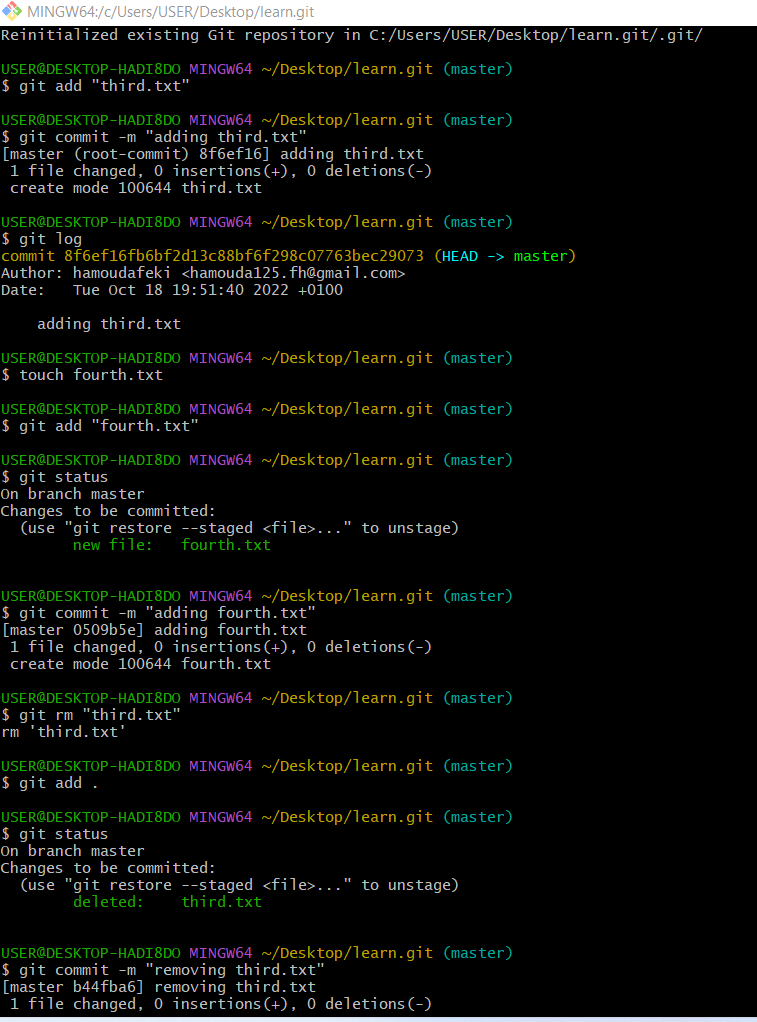 MINGW64:/c/Users/USER/Desktop/learn.git
Reinitialized existing Git repository in C:/Users/USER/Desktop/learn.git/.git/
USER@DESKTOP-HADI8DO MINGW64 ~/Desktop/learn.git (master)
$ git add "third.txt"
USER@DESKTOP-HADI8DO MINGW64 ~/Desktop/learn.git (master)
$ git commit -m "adding third.txt"
[master (root-commit) 8f6ef16] adding third.txt
 1 file changed, 0 insertions(+), 0 deletions(-)
 create mode 100644 third.txt
USER@DESKTOP-HADI8DO MINGW64 ~/Desktop/learn.git (master)
$ git log
commit 8f6ef16fb6bf2d13c88bf6f298c07763bec29073 (HEAD -> master)
Author: hamoudafeki <hamouda125.fh@gmail.com>
Date:   Tue Oct 18 19:51:40 2022 +0100
    adding third.txt
USER@DESKTOP-HADI8DO MINGW64 ~/Desktop/learn.git (master)
$ touch fourth.txt
USER@DESKTOP-HADI8DO MINGW64 ~/Desktop/learn.git (master)
$ git add "fourth.txt"
USER@DESKTOP-HADI8DO MINGW64 ~/Desktop/learn.git (master)
$ git status
On branch master
Changes to be committed:
  (use "git restore --staged <file>..." to unstage)
        new file:   fourth.txt
USER@DESKTOP-HADI8DO MINGW64 ~/Desktop/learn.git (master)
$ git commit -m "adding fourth.txt"
[master 0509b5e] adding fourth.txt
 1 file changed, 0 insertions(+), 0 deletions(-)
 create mode 100644 fourth.txt
USER@DESKTOP-HADI8DO MINGW64 ~/Desktop/learn.git (master)
$ git rm "third.txt"
rm 'third.txt'
USER@DESKTOP-HADI8DO MINGW64 ~/Desktop/learn.git (master)
$ git add .
USER@DESKTOP-HADI8DO MINGW64 ~/Desktop/learn.git (master)
$ git status
On branch master
Changes to be committed:
  (use "git restore --staged <file>..." to unstage)
        deleted:    third.txt
USER@DESKTOP-HADI8DO MINGW64 ~/Desktop/learn.git (master)
$ git commit -m "removing third.txt"
[master b44fba6] removing third.txt
 1 file changed, 0 insertions(+), 0 deletions(-)